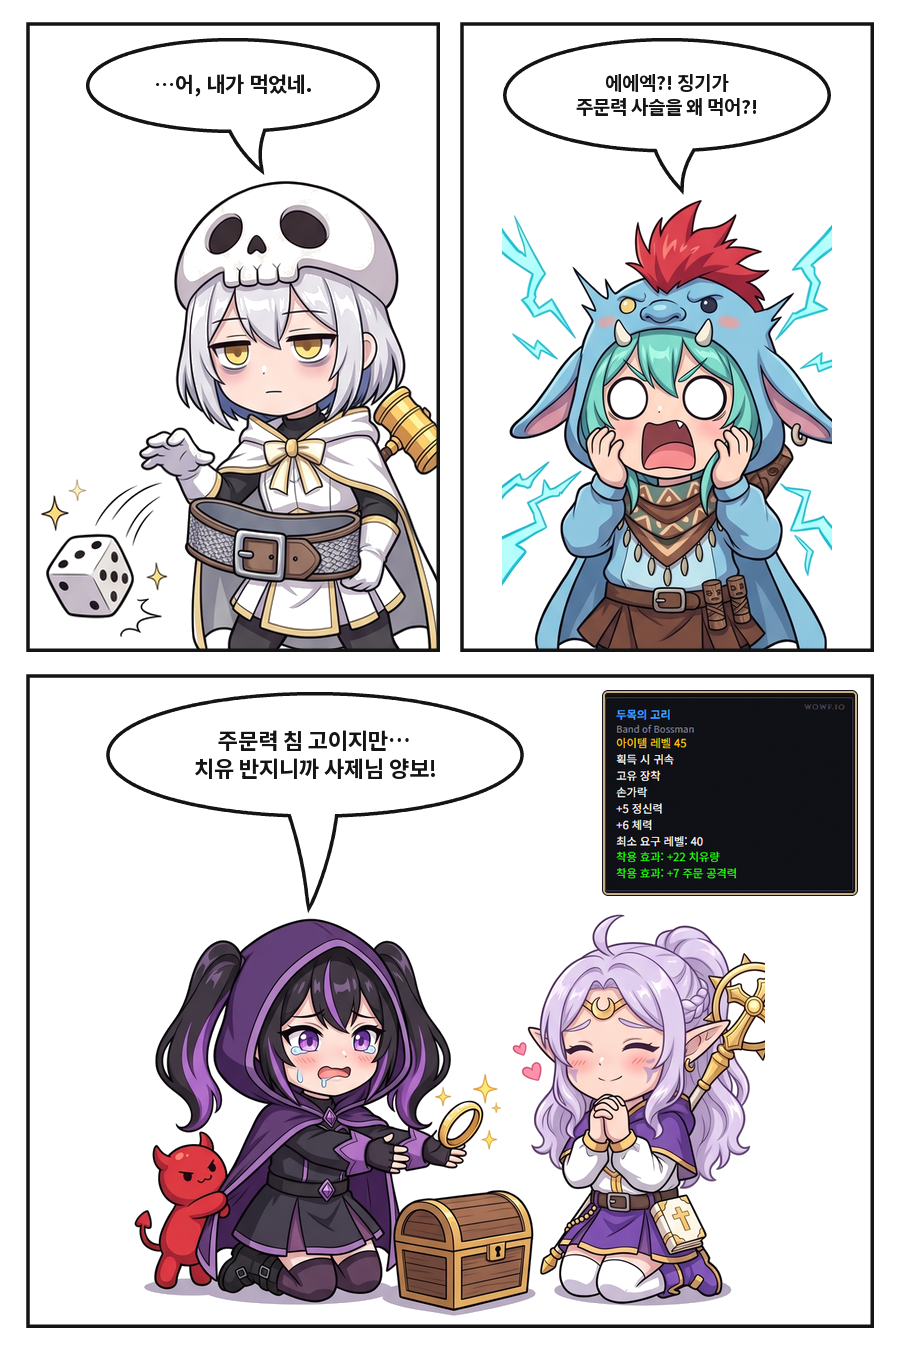 …어, 내가 먹었네.
에에엑?! 징기가
주문력 사슬을 왜 먹어?!
주문력 침 고이지만…
치유 반지니까 사제님 양보!
WOWF.IO
두목의 고리
Band of Bossman
아이템 레벨 45
획득 시 귀속
고유 장착
손가락
+5 정신력
+6 체력
최소 요구 레벨: 40
착용 효과: +22 치유량
착용 효과: +7 주문 공격력